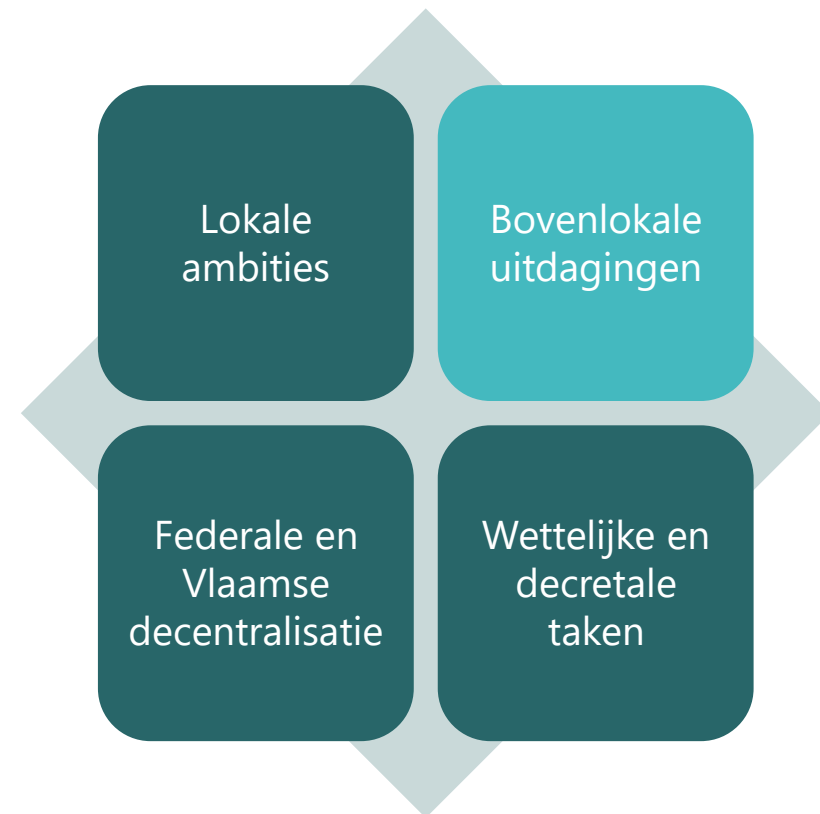 Lokale
ambities
Bovenlokale
uitdagingen
Federale en
Vlaamse
decentralisatie
Wettelijke en
decretale
taken